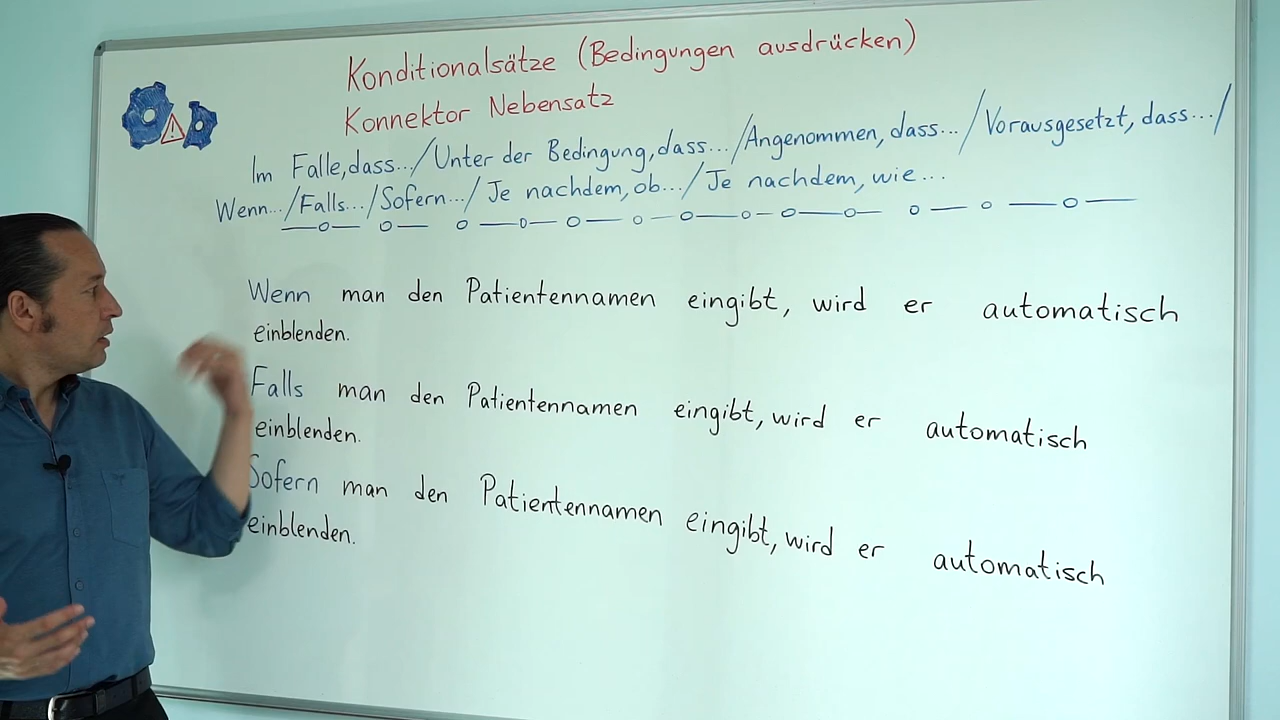 Konditionalsätze (Bedingungen ausdrücken)
Konnektor Nebensatz
Im Falle, dass.../Unter der Bedingung, dass.../Angenommen, dass.../Vorausgesetzt, dass.../
Wenn.../Falls.../Sofern.../Je nachdem, ob.../Je nachdem, wie...
Wenn man den Patientennamen eingibt, wird er automatisch
einblenden.
Falls man den Patientennamen eingibt, wird er automatisch
einblenden.
Sofern man den Patientennamen eingibt, wird er automatisch
einblenden.